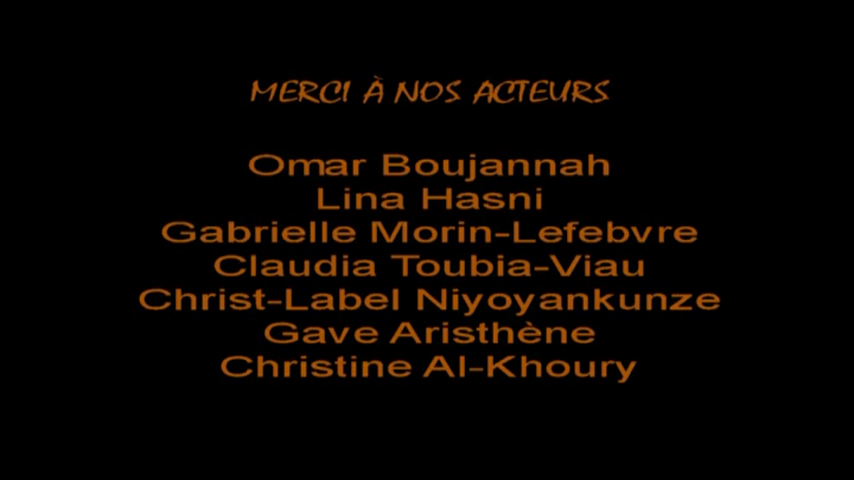 MERCI À NOS ACTEURS
Omar Boujannah
Lina Hasni
Gabrielle Morin-Lefebvre
Claudia Toubia-Viau
Christ-Label Niyoyankunze
Gave Aristhène
Christine Al-Khoury